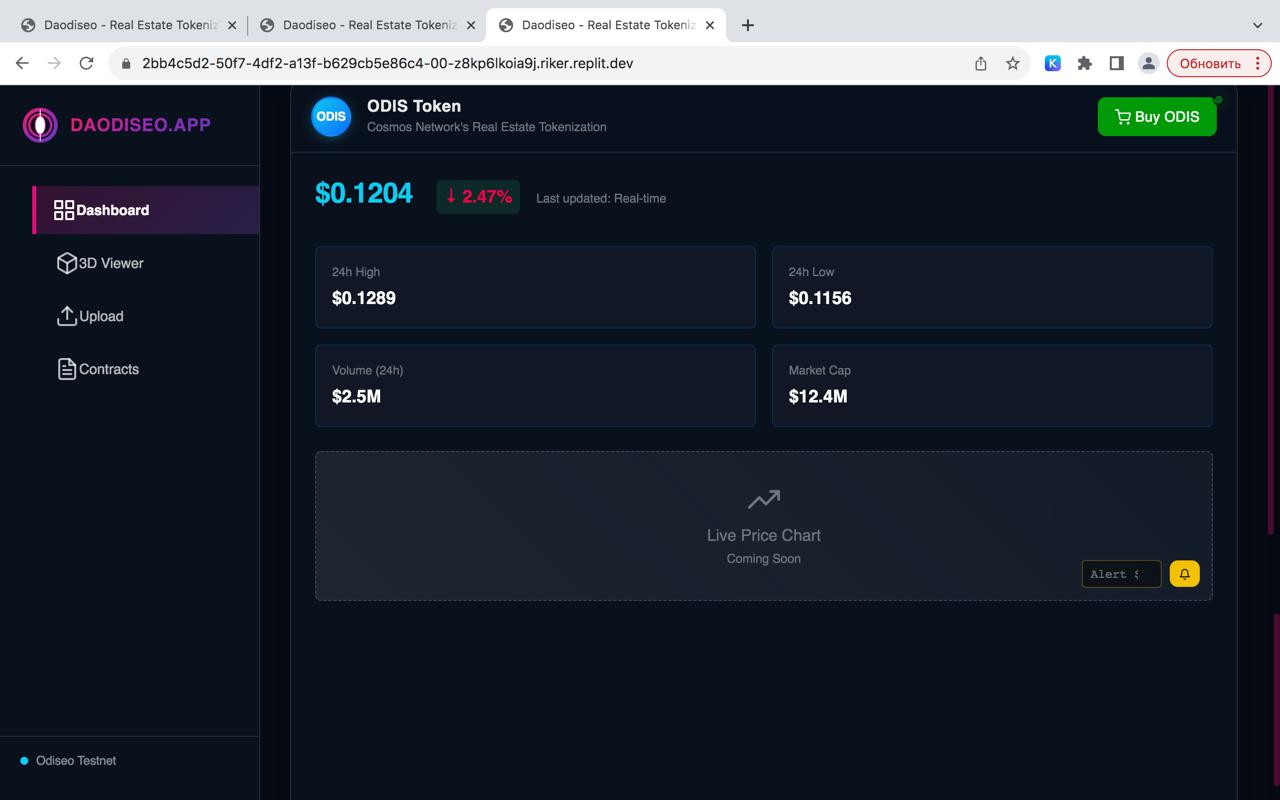 Daodiseo - Real Estate Tokeniz
Daodiseo - Real Estate Tokeniz
Daodiseo - Real Estate Tokeniz
2bb4c5d2-50f7-4df2-a13f-b629cb5e86c4-00-z8kp6lkoia9j.riker.replit.dev
K
Обновить
DAODISEO.APP
Dashboard
3D Viewer
Upload
Contracts
Odiseo Testnet
ODIS
ODIS Token
Cosmos Network's Real Estate Tokenization
Buy ODIS
$0.1204
↓ 2.47%
Last updated: Real-time
24h High
$0.1289
24h Low
$0.1156
Volume (24h)
$2.5M
Market Cap
$12.4M
Live Price Chart
Coming Soon
Alert $